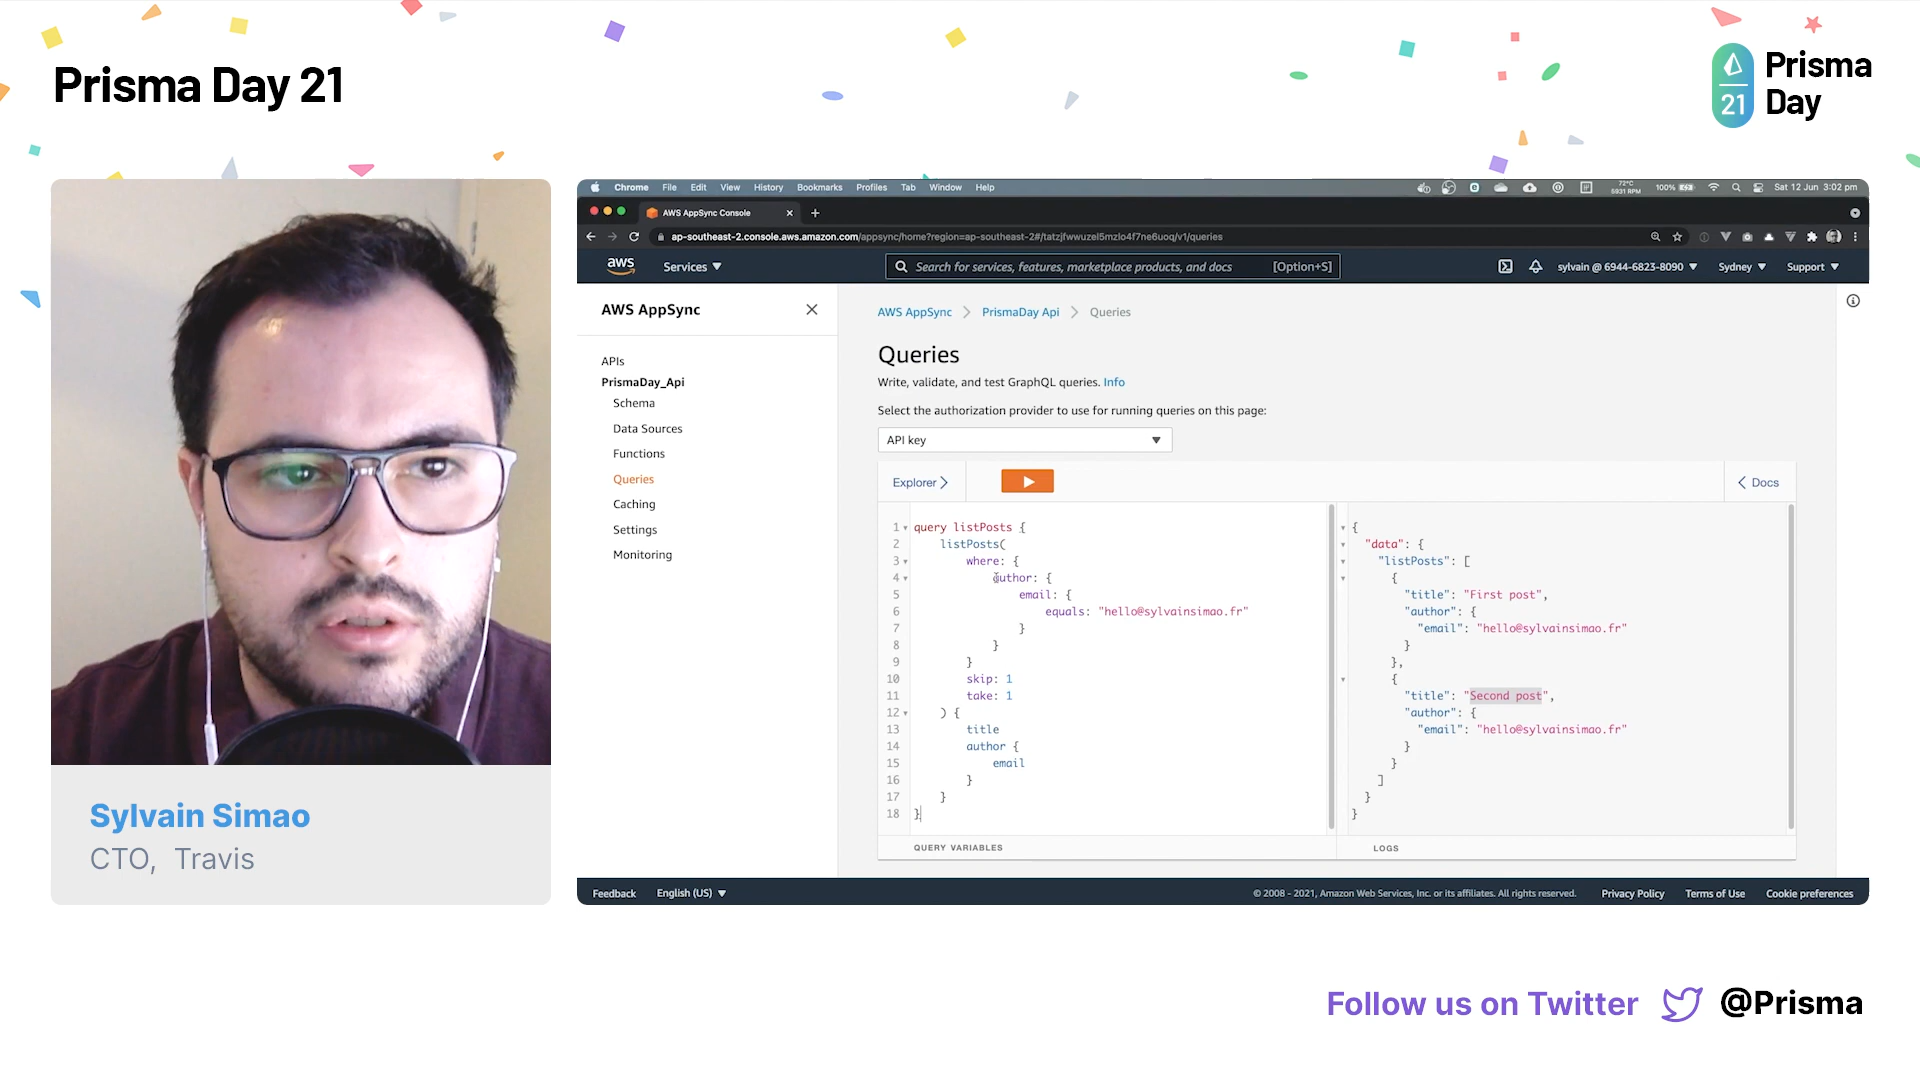 Prisma Day 21
Prisma
Day
21
Chrome File Edit View History Bookmarks Profiles Tab Window Help
72°C
5931 RPM
100%
Sat 12 Jun 3:02 pm
AWS AppSync Console
ap-southeast-2.console.aws.amazon.com/appsync/home?region=ap-southeast-2#/tatzjfwwuzel5mzlo4f7ne6uoq/v1/queries
aws
Services
Search for services, features, marketplace products, and docs [Option+S]
sylvain @ 6944-6823-8090
Sydney
Support
AWS AppSync
APIs
PrismaDay_Api
Schema
Data Sources
Functions
Queries
Caching
Settings
Monitoring
AWS AppSync > PrismaDay Api > Queries
Queries
Write, validate, and test GraphQL queries. Info
Select the authorization provider to use for running queries on this page:
API key
Explorer >
< Docs
1 query listPosts {
2 listPosts(
3 where: {
4 author: {
5 email: {
6 equals: "hello@sylvainsimao.fr"
7 }
8 }
9 }
10 skip: 1
11 take: 1
12 ) {
13 title
14 author {
15 email
16 }
17 }
18 }
{
"data": {
"listPosts": [
{
"title": "First post",
"author": {
"email": "hello@sylvainsimao.fr"
}
},
{
"title": "Second post",
"author": {
"email": "hello@sylvainsimao.fr"
}
}
]
}
}
QUERY VARIABLES
LOGS
Feedback English (US)
© 2008 - 2021, Amazon Web Services, Inc. or its affiliates. All rights reserved. Privacy Policy Terms of Use Cookie preferences
Sylvain Simao
CTO, Travis
Follow us on Twitter @Prisma